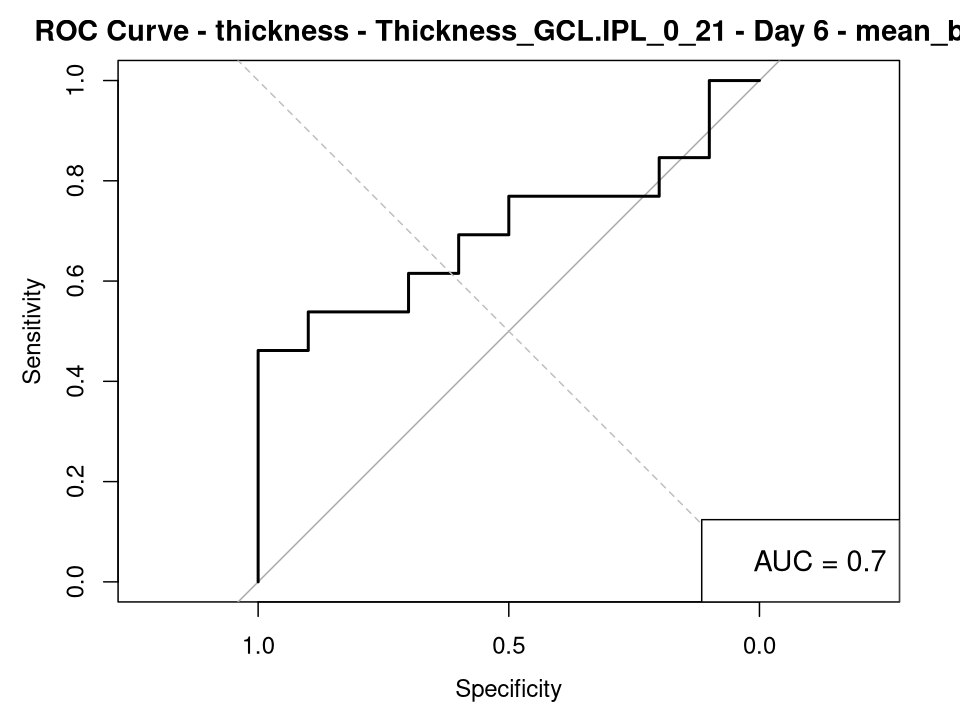 ROC Curve - thickness - Thickness_GCL.IPL_0_21 - Day 6 - mean_b
1.0
0.8
0.6
0.4
0.2
0.0
Sensitivity
AUC = 0.7
1.0 0.5 0.0
Specificity